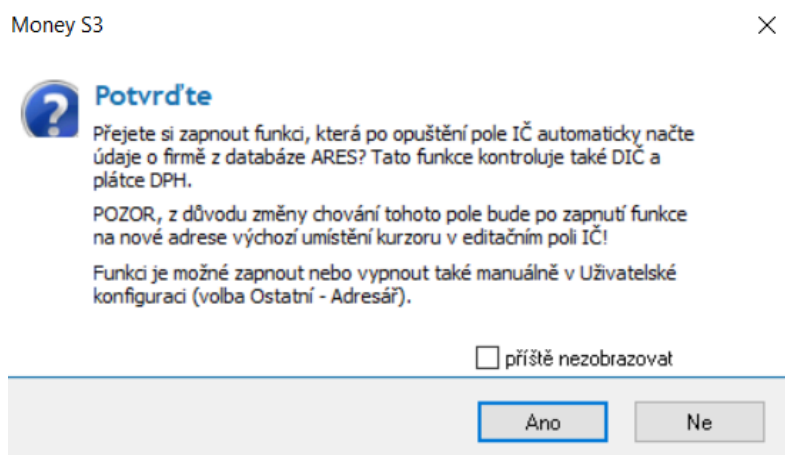 Money S3
Potvrďte
Přejete si zapnout funkci, která po opuštění pole IČ automaticky načte
údaje o firmě z databáze ARES? Tato funkce kontroluje také DIČ a
plátce DPH.
POZOR, z důvodu změny chování tohoto pole bude po zapnutí funkce
na nové adrese výchozí umístění kurzoru v editačním poli IČ!
Funkci je možné zapnout nebo vypnout také manuálně v Uživatelské
konfiguraci (volba Ostatní - Adresář).
příště nezobrazovat
Ano
Ne